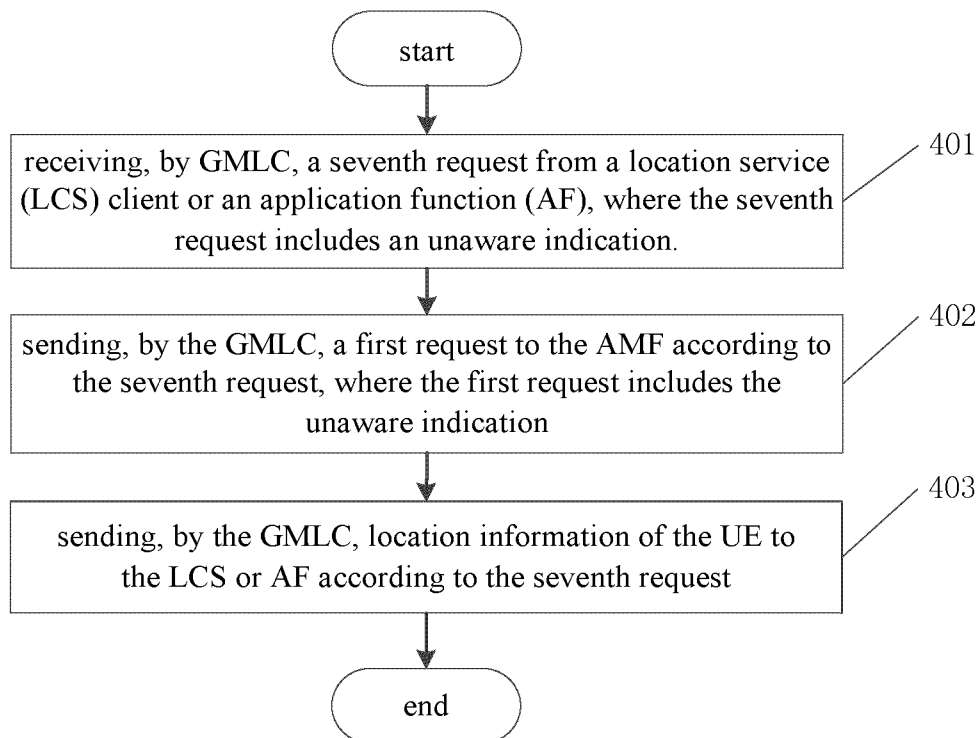 start
receiving, by GMLC, a seventh request from a location service
(LCS) client or an application function (AF), where the seventh
request includes an unaware indication.
401
sending, by the GMLC, a first request to the AMF according to
the seventh request, where the first request includes the
unaware indication
402
sending, by the GMLC, location information of the UE to
the LCS or AF according to the seventh request
403
end